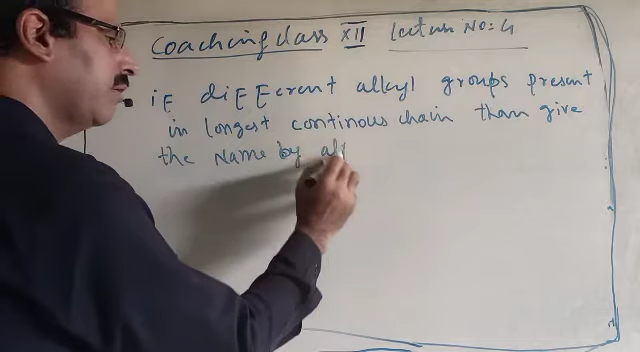 Coaching class XII Lecture No: 4
iF diFFerent alkyl groups present
in longest continous chain than give
the Name by al